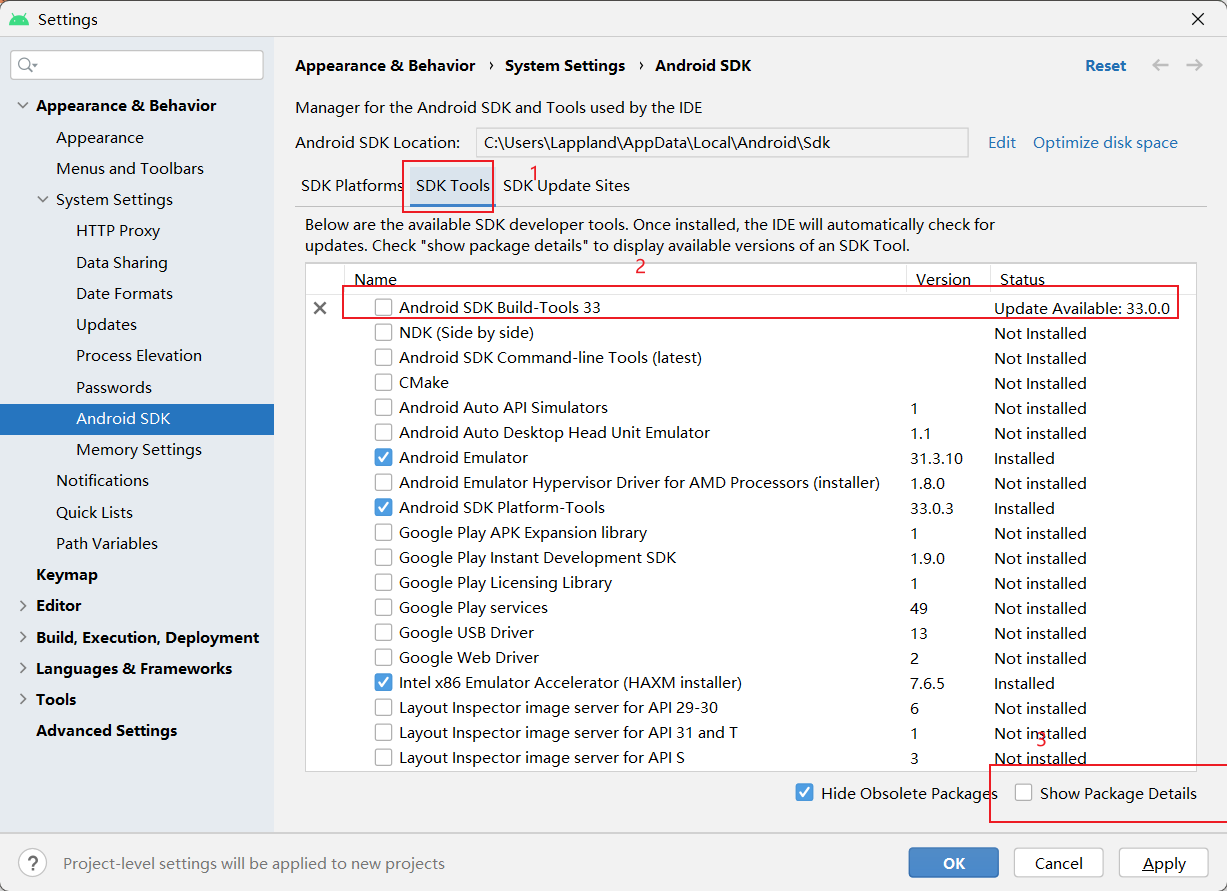 Settings
Appearance & Behavior › System Settings › Android SDK
Reset
Manager for the Android SDK and Tools used by the IDE
Android SDK Location: C:\Users\Lappland\AppData\Local\Android\Sdk Edit Optimize disk space
1
SDK Platforms SDK Tools SDK Update Sites
Below are the available SDK developer tools. Once installed, the IDE will automatically check for
updates. Check "show package details" to display available versions of an SDK Tool.
2
Name Version Status
Android SDK Build-Tools 33 Update Available: 33.0.0
NDK (Side by side) Not Installed
Android SDK Command-line Tools (latest) Not Installed
CMake Not Installed
Android Auto API Simulators 1 Not installed
Android Auto Desktop Head Unit Emulator 1.1 Not installed
Android Emulator 31.3.10 Installed
Android Emulator Hypervisor Driver for AMD Processors (installer) 1.8.0 Not installed
Android SDK Platform-Tools 33.0.3 Installed
Google Play APK Expansion library 1 Not installed
Google Play Instant Development SDK 1.9.0 Not installed
Google Play Licensing Library 1 Not installed
Google Play services 49 Not installed
Google USB Driver 13 Not installed
Google Web Driver 2 Not installed
Intel x86 Emulator Accelerator (HAXM installer) 7.6.5 Installed
Layout Inspector image server for API 29-30 6 Not installed
Layout Inspector image server for API 31 and T 1 Not installed
3
Layout Inspector image server for API S 3 Not installed
Hide Obsolete Packages Show Package Details
Appearance & Behavior
Appearance
Menus and Toolbars
System Settings
HTTP Proxy
Data Sharing
Date Formats
Updates
Process Elevation
Passwords
Android SDK
Memory Settings
Notifications
Quick Lists
Path Variables
Keymap
Editor
Build, Execution, Deployment
Languages & Frameworks
Tools
Advanced Settings
? Project-level settings will be applied to new projects
OK Cancel Apply